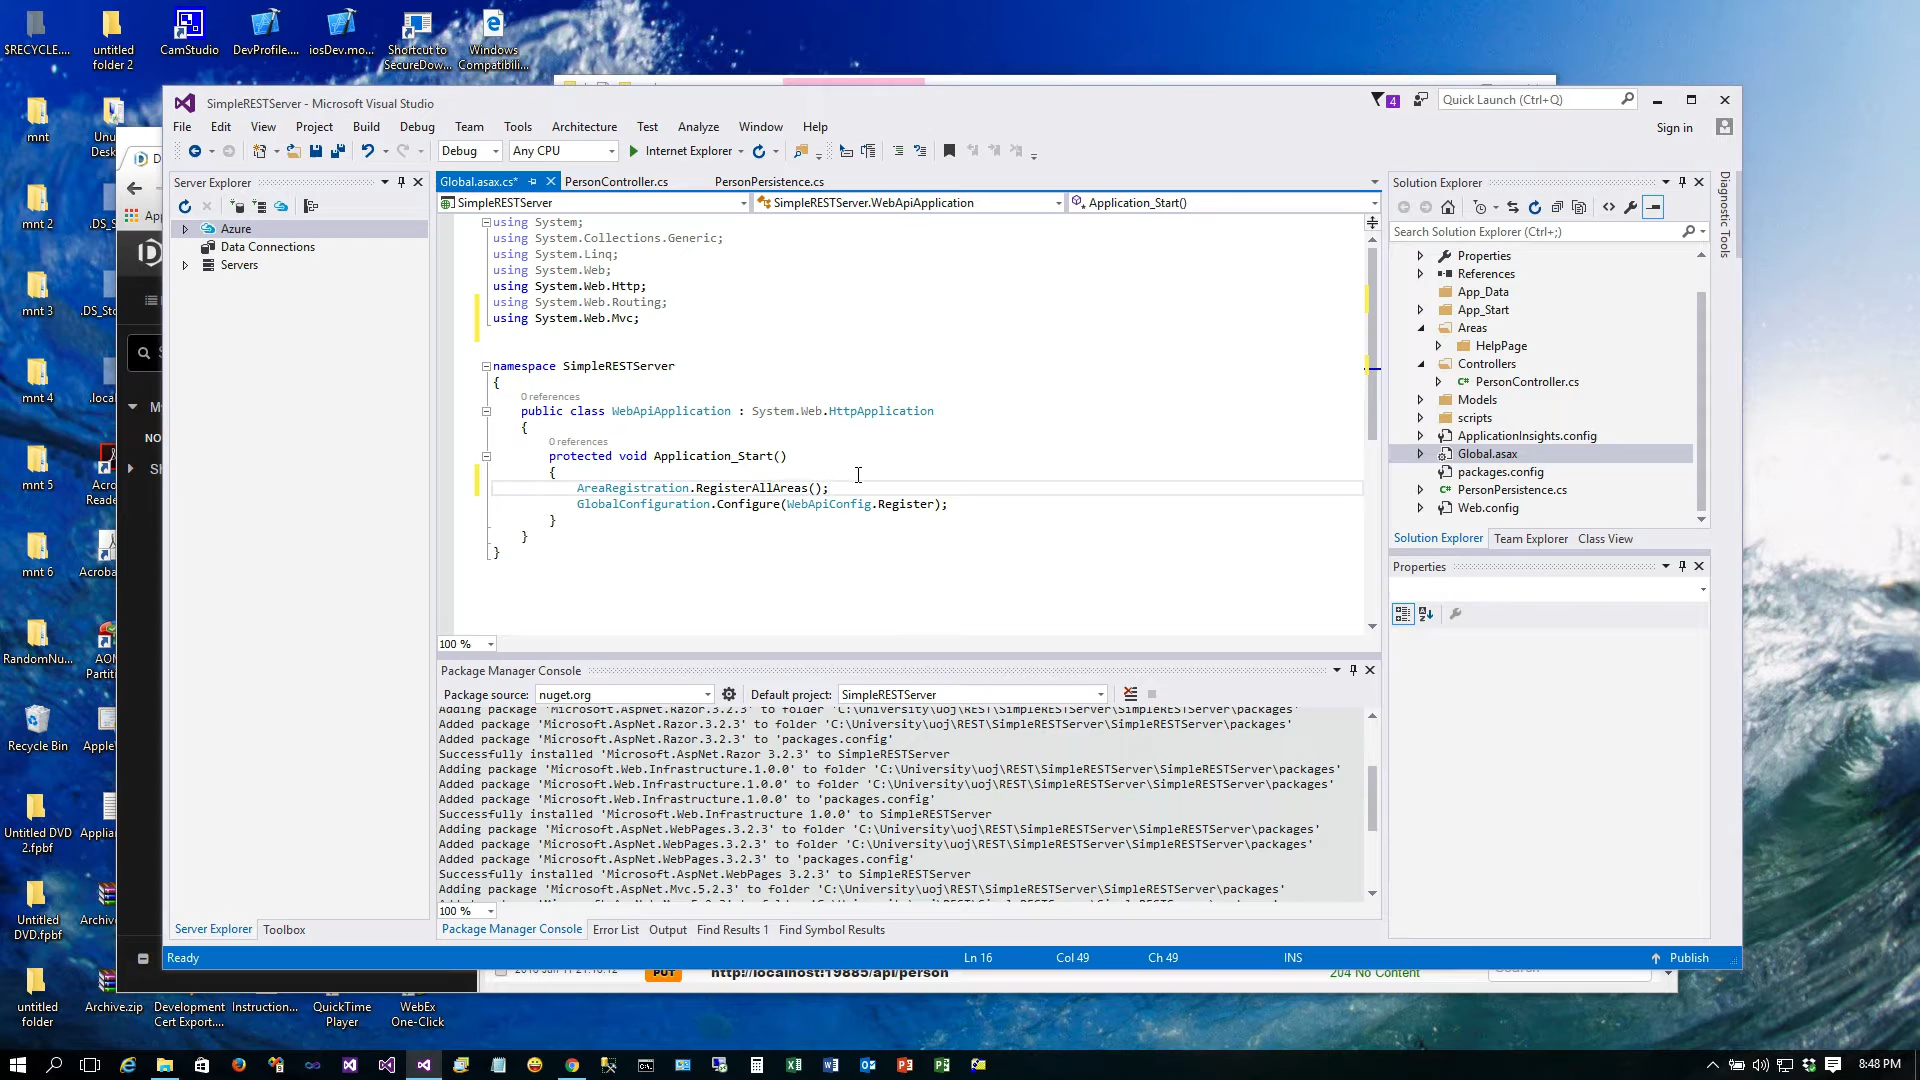 $RECYCLE....
untitled folder 2
CamStudio
DevProfile....
iosDev.mo...
Shortcut to SecureDow...
Windows Compatibili...
mnt
mnt 2
mnt 3
mnt 4
mnt 5
mnt 6
RandomNu...
Recycle Bin
Untitled DVD 2.fpbf
Untitled DVD.fpbf
untitled folder
Archive.zip
Development Cert Export....
Instruction...
QuickTime Player
WebEx One-Click
SimpleRESTServer - Microsoft Visual Studio
4
Quick Launch (Ctrl+Q)
File Edit View Project Build Debug Team Tools Architecture Test Analyze Window Help
Sign in
Debug
Any CPU
Internet Explorer
Server Explorer
Azure
Data Connections
Servers
Global.asax.cs*
PersonController.cs
PersonPersistence.cs
SimpleRESTServer
SimpleRESTServer.WebApiApplication
Application_Start()
using System;
using System.Collections.Generic;
using System.Linq;
using System.Web;
using System.Web.Http;
using System.Web.Routing;
using System.Web.Mvc;
namespace SimpleRESTServer
{
0 references
public class WebApiApplication : System.Web.HttpApplication
{
0 references
protected void Application_Start()
{
AreaRegistration.RegisterAllAreas();
GlobalConfiguration.Configure(WebApiConfig.Register);
}
}
}
100 %
Package Manager Console
Package source: nuget.org
Default project: SimpleRESTServer
Adding package 'Microsoft.AspNet.Razor.3.2.3' to folder 'C:\University\uoj\REST\SimpleRESTServer\SimpleRESTServer\packages'
Added package 'Microsoft.AspNet.Razor.3.2.3' to folder 'C:\University\uoj\REST\SimpleRESTServer\SimpleRESTServer\packages'
Added package 'Microsoft.AspNet.Razor.3.2.3' to 'packages.config'
Successfully installed 'Microsoft.AspNet.Razor 3.2.3' to SimpleRESTServer
Adding package 'Microsoft.Web.Infrastructure.1.0.0' to folder 'C:\University\uoj\REST\SimpleRESTServer\SimpleRESTServer\packages'
Added package 'Microsoft.Web.Infrastructure.1.0.0' to folder 'C:\University\uoj\REST\SimpleRESTServer\SimpleRESTServer\packages'
Added package 'Microsoft.Web.Infrastructure.1.0.0' to 'packages.config'
Successfully installed 'Microsoft.Web.Infrastructure 1.0.0' to SimpleRESTServer
Adding package 'Microsoft.AspNet.WebPages.3.2.3' to folder 'C:\University\uoj\REST\SimpleRESTServer\SimpleRESTServer\packages'
Added package 'Microsoft.AspNet.WebPages.3.2.3' to folder 'C:\University\uoj\REST\SimpleRESTServer\SimpleRESTServer\packages'
Added package 'Microsoft.AspNet.WebPages.3.2.3' to 'packages.config'
Successfully installed 'Microsoft.AspNet.WebPages 3.2.3' to SimpleRESTServer
Adding package 'Microsoft.AspNet.Mvc.5.2.3' to folder 'C:\University\uoj\REST\SimpleRESTServer\SimpleRESTServer\packages'
100 %
Server Explorer
Toolbox
Package Manager Console
Error List
Output
Find Results 1
Find Symbol Results
Solution Explorer
Search Solution Explorer (Ctrl+;)
Properties
References
App_Data
App_Start
Areas
HelpPage
Controllers
PersonController.cs
Models
scripts
ApplicationInsights.config
Global.asax
packages.config
PersonPersistence.cs
Web.config
Solution Explorer
Team Explorer
Class View
Properties
Diagnostic Tools
Ready
Ln 16
Col 49
Ch 49
INS
Publish
PUT
http://localhost:19885/api/person
204 No Content
8:48 PM